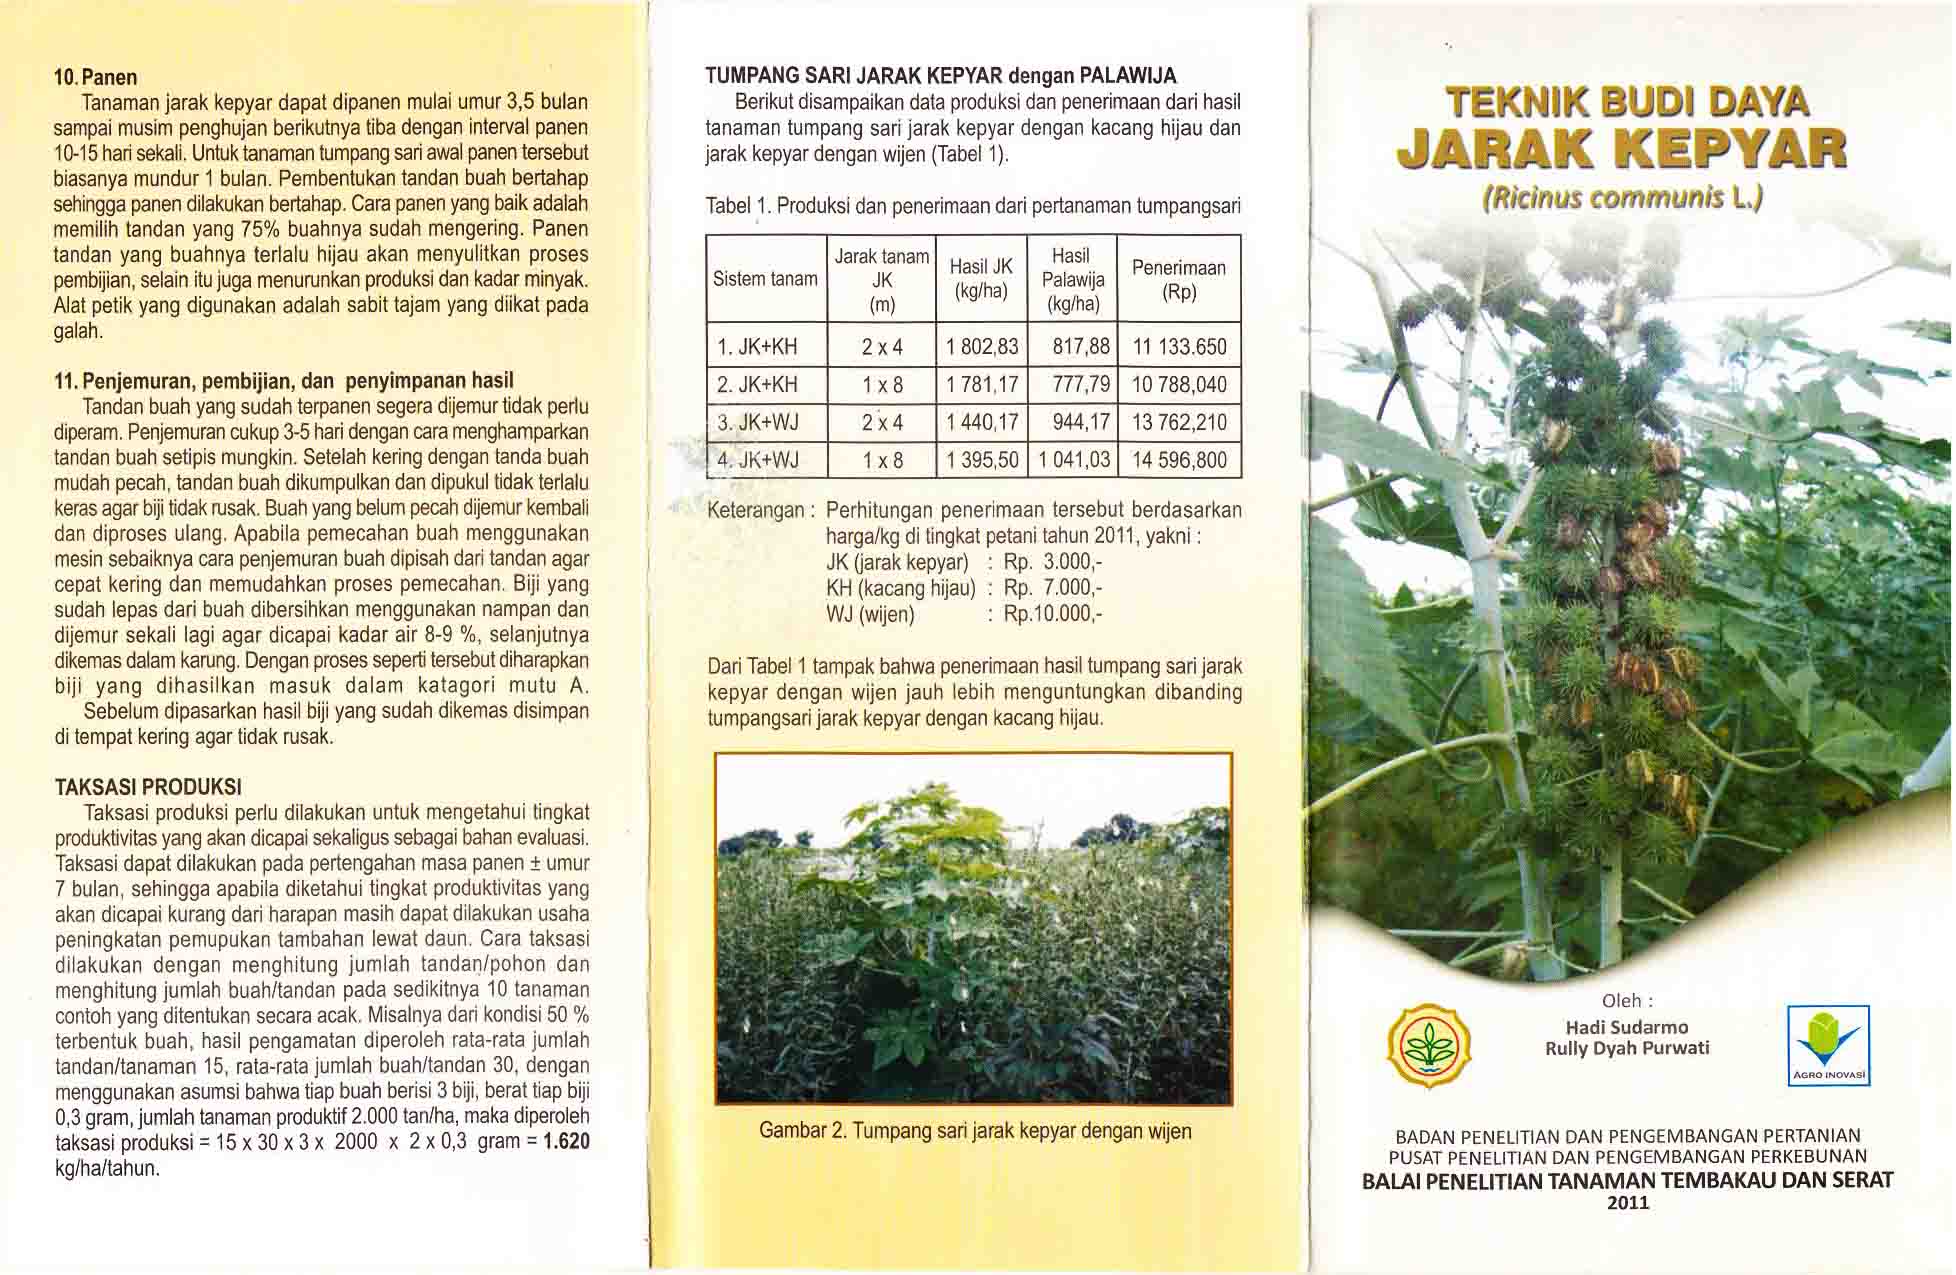 10. Panen
Tanaman jarak kepyar dapat dipanen mulai umur 3,5 bulan
sampai musim penghujan berikutnya tiba dengan interval panen
10-15 hari sekali. Untuk tanaman tumpang sari awal panen tersebut
biasanya mundur 1 bulan. Pembentukan tandan buah bertahap
sehingga panen dilakukan bertahap. Cara panen yang baik adalah
memilih tandan yang 75% buahnya sudah mengering. Panen
tandan yang buahnya terlalu hijau akan menyulitkan proses
pembijian, selain itu juga menurunkan produksi dan kadar minyak.
Alat petik yang digunakan adalah sabit tajam yang diikat pada
galah.
11. Penjemuran, pembijian, dan penyimpanan hasil
Tandan buah yang sudah terpanen segera dijemur tidak perlu
diperam. Penjemuran cukup 3-5 hari dengan cara menghamparkan
tandan buah setipis mungkin. Setelah kering dengan tanda buah
mudah pecah, tandan buah dikumpulkan dan dipukul tidak terlalu
keras agar biji tidak rusak. Buah yang belum pecah dijemur kembali
dan diproses ulang. Apabila pemecahan buah menggunakan
mesin sebaiknya cara penjemuran buah dipisah dari tandan agar
cepat kering dan memudahkan proses pemecahan. Biji yang
sudah lepas dari buah dibersihkan menggunakan nampan dan
dijemur sekali lagi agar dicapai kadar air 8-9 %, selanjutnya
dikemas dalam karung. Dengan proses seperti tersebut diharapkan
biji yang dihasilkan masuk dalam katagori mutu A.
Sebelum dipasarkan hasil biji yang sudah dikemas disimpan
di tempat kering agar tidak rusak.
TAKSASI PRODUKSI
Taksasi produksi perlu dilakukan untuk mengetahui tingkat
produktivitas yang akan dicapai sekaligus sebagai bahan evaluasi.
Taksasi dapat dilakukan pada pertengahan masa panen ± umur
7 bulan, sehingga apabila diketahui tingkat produktivitas yang
akan dicapai kurang dari harapan masih dapat dilakukan usaha
peningkatan pemupukan tambahan lewat daun. Cara taksasi
dilakukan dengan menghitung jumlah tandan/pohon dan
menghitung jumlah buah/tandan pada sedikitnya 10 tanaman
contoh yang ditentukan secara acak. Misalnya dari kondisi 50 %
terbentuk buah, hasil pengamatan diperoleh rata-rata jumlah
tandan/tanaman 15, rata-rata jumlah buah/tandan 30, dengan
menggunakan asumsi bahwa tiap buah berisi 3 biji, berat tiap biji
0,3 gram, jumlah tanaman produktif 2.000 tan/ha, maka diperoleh
taksasi produksi = 15 x 30 x 3 x 2000 x 2 x 0,3 gram = 1.620
kg/ha/tahun.
TUMPANG SARI JARAK KEPYAR dengan PALAWIJA
Berikut disampaikan data produksi dan penerimaan dari hasil
tanaman tumpang sari jarak kepyar dengan kacang hijau dan
jarak kepyar dengan wijen (Tabel 1).
Tabel 1. Produksi dan penerimaan dari pertanaman tumpangsari
Sistem tanam Jarak tanam JK (m) Hasil JK (kg/ha) Hasil Palawija (kg/ha) Penerimaan (Rp)
1. JK+KH 2 x 4 1 802,83 817,88 11 133.650
2. JK+KH 1 x 8 1 781,17 777,79 10 788,040
3. JK+WJ 2 x 4 1 440,17 944,17 13 762,210
4. JK+WJ 1 x 8 1 395,50 1 041,03 14 596,800
Keterangan : Perhitungan penerimaan tersebut berdasarkan
harga/kg di tingkat petani tahun 2011, yakni :
JK (jarak kepyar) : Rp. 3.000,-
KH (kacang hijau) : Rp. 7.000,-
WJ (wijen) : Rp.10.000,-
Dari Tabel 1 tampak bahwa penerimaan hasil tumpang sari jarak
kepyar dengan wijen jauh lebih menguntungkan dibanding
tumpangsari jarak kepyar dengan kacang hijau.
Gambar 2. Tumpang sari jarak kepyar dengan wijen
TEKNIK BUDI DAYA
JARAK KEPYAR
(Ricinus communis L.)
Oleh :
Hadi Sudarmo
Rully Dyah Purwati
AGRO INOVASI
BADAN PENELITIAN DAN PENGEMBANGAN PERTANIAN
PUSAT PENELITIAN DAN PENGEMBANGAN PERKEBUNAN
BALAI PENELITIAN TANAMAN TEMBAKAU DAN SERAT
2011